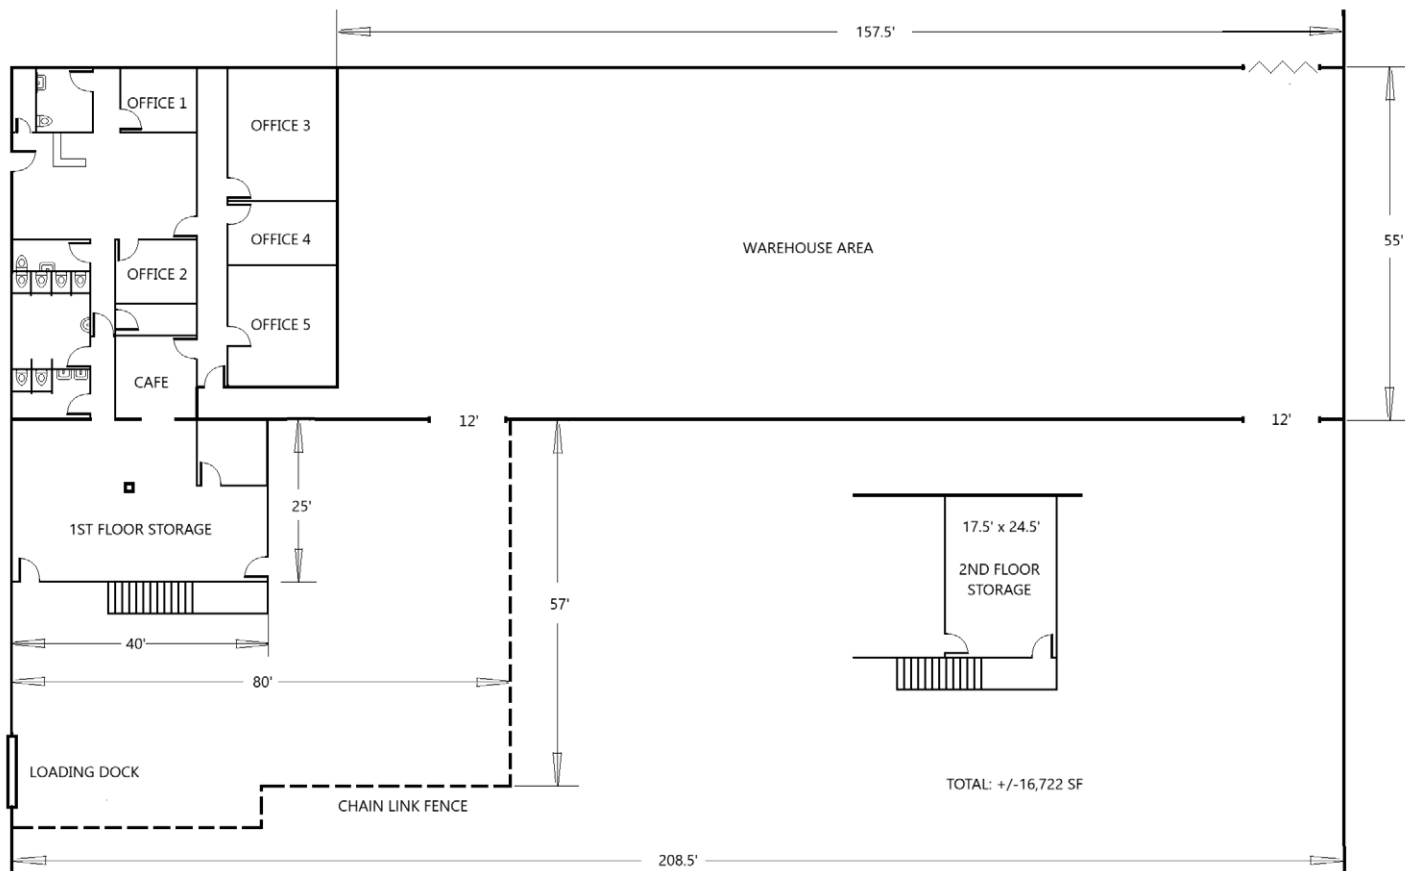 157.5'
OFFICE 1
OFFICE 3
OFFICE 4
55'
WAREHOUSE AREA
OFFICE 2
OFFICE 5
CAFE
12'
12'
25'
1ST FLOOR STORAGE
17.5' x 24.5'
2ND FLOOR
STORAGE
57'
40'
80'
LOADING DOCK
CHAIN LINK FENCE
TOTAL: +/-16,722 SF
208.5'